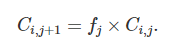 C_{i,j+1} = f_j × C_{i,j}.